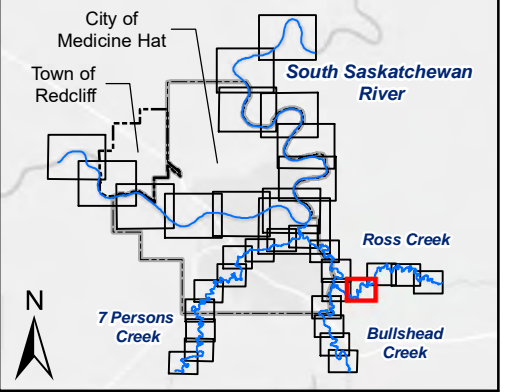 City of
Medicine Hat
Town of
Redcliff
South Saskatchewan
River
Ross Creek
N
7 Persons
Creek
Bullshead
Creek